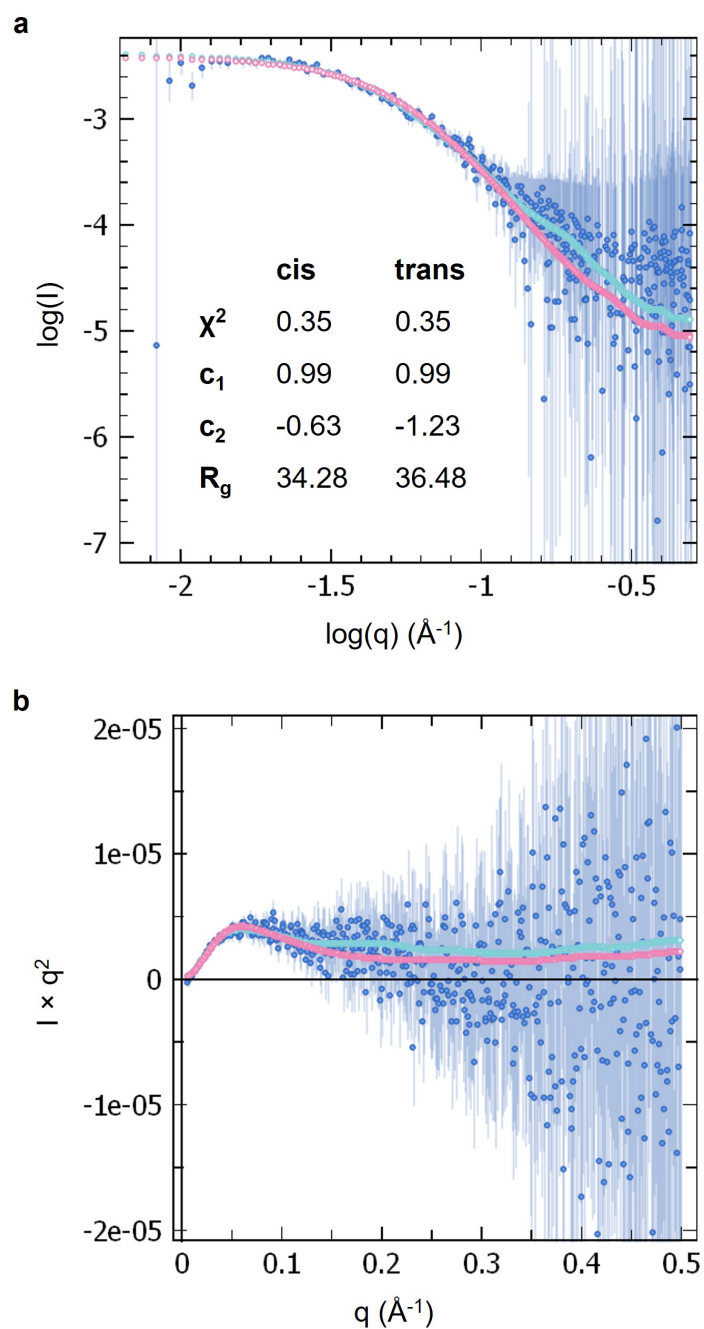 a
-3
-4
-5
-6
-7
log(I)
cis trans
χ² 0.35 0.35
c₁ 0.99 0.99
c₂ -0.63 -1.23
Rg 34.28 36.48
-2 -1.5 -1 -0.5
log(q) (Å⁻¹)
b
2e-05
1e-05
0
-1e-05
-2e-05
I × q²
0 0.1 0.2 0.3 0.4 0.5
q (Å⁻¹)